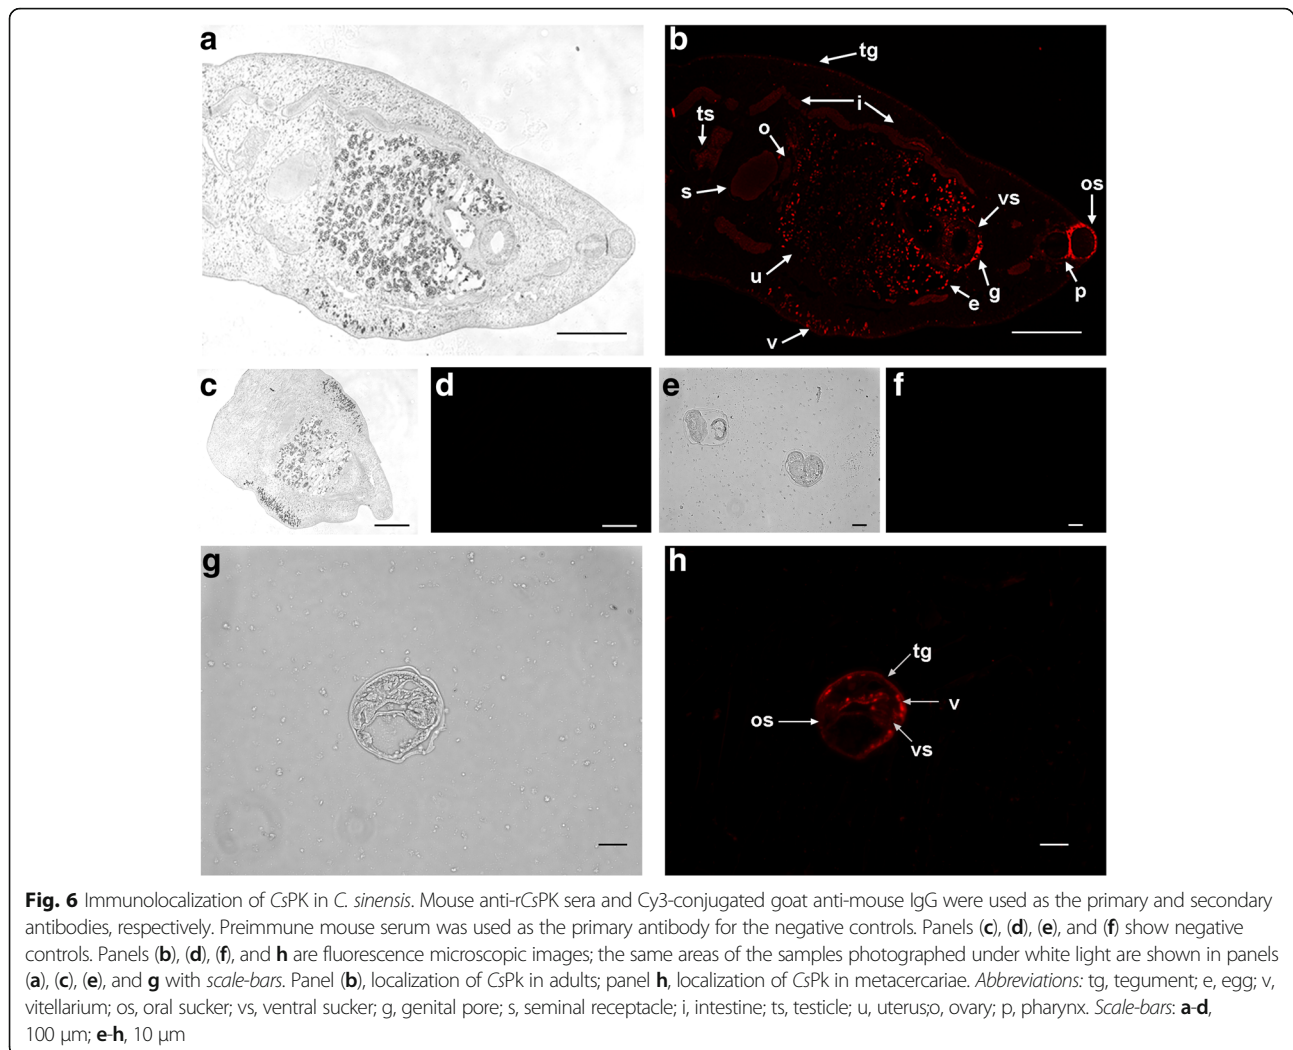 a
b
tg
i
ts
o
s
os
vs
u
e
g
p
v
c
d
e
f
g
h
tg
v
os
vs
Fig. 6 Immunolocalization of CsPK in C. sinensis. Mouse anti-rCsPK sera and Cy3-conjugated goat anti-mouse IgG were used as the primary and secondary
antibodies, respectively. Preimmune mouse serum was used as the primary antibody for the negative controls. Panels (c), (d), (e), and (f) show negative
controls. Panels (b), (d), (f), and h are fluorescence microscopic images; the same areas of the samples photographed under white light are shown in panels
(a), (c), (e), and g with scale-bars. Panel (b), localization of CsPk in adults; panel h, localization of CsPk in metacercariae. Abbreviations: tg, tegument; e, egg; v,
vitellarium; os, oral sucker; vs, ventral sucker; g, genital pore; s, seminal receptacle; i, intestine; ts, testicle; u, uterus;o, ovary; p, pharynx. Scale-bars: a-d,
100 μm; e-h, 10 μm